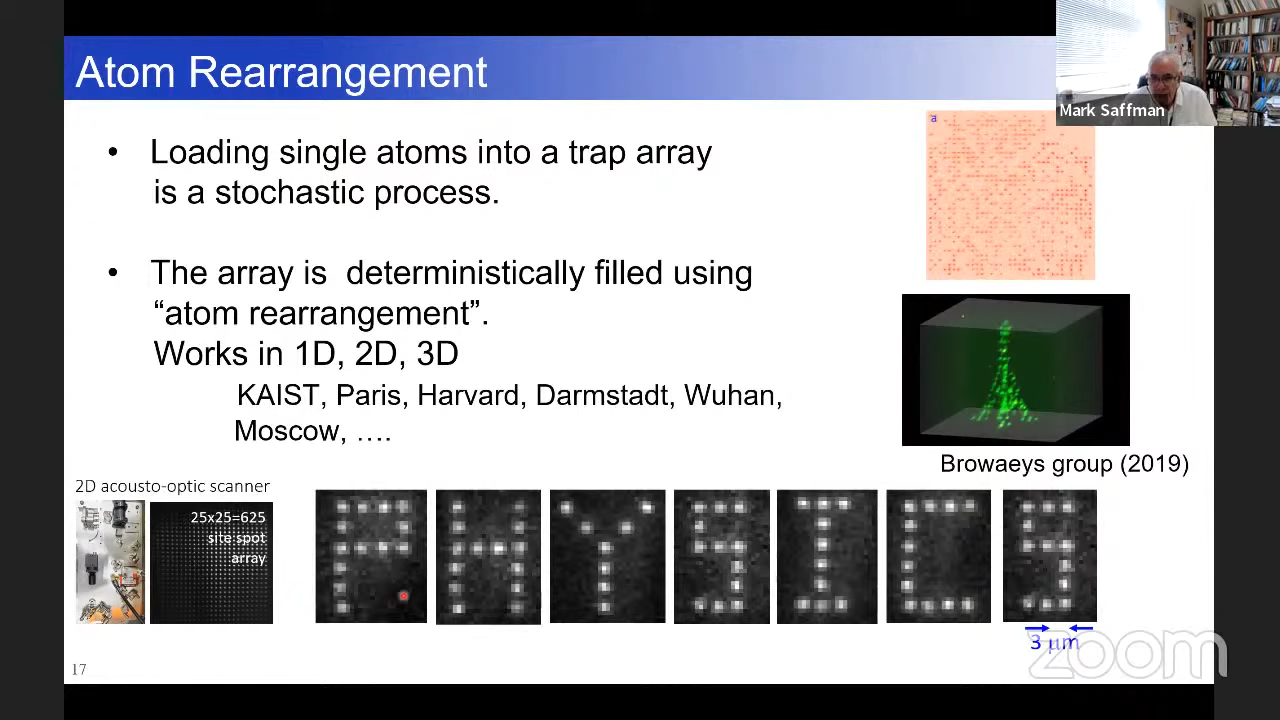 Atom Rearrangement
Mark Saffman
a
• Loading single atoms into a trap array
is a stochastic process.
• The array is deterministically filled using
“atom rearrangement”.
Works in 1D, 2D, 3D
KAIST, Paris, Harvard, Darmstadt, Wuhan,
Moscow, ….
Browaeys group (2019)
2D acousto-optic scanner
25x25=625
site spot
array
PHYSICS
3 μm
zoom
17